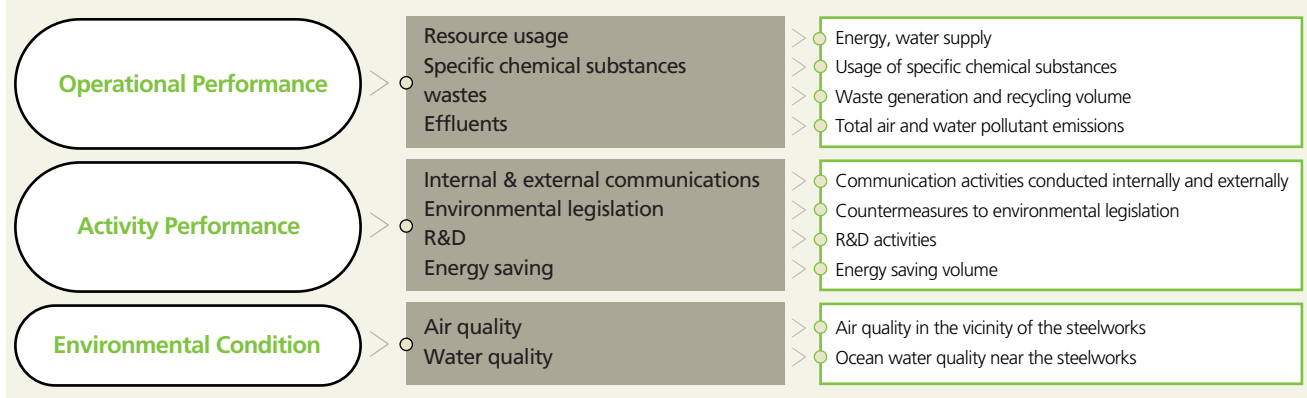 Operational Performance
Resource usage
Specific chemical substances
wastes
Effluents
Energy, water supply
Usage of specific chemical substances
Waste generation and recycling volume
Total air and water pollutant emissions
Activity Performance
Internal & external communications
Environmental legislation
R&D
Energy saving
Communication activities conducted internally and externally
Countermeasures to environmental legislation
R&D activities
Energy saving volume
Environmental Condition
Air quality
Water quality
Air quality in the vicinity of the steelworks
Ocean water quality near the steelworks